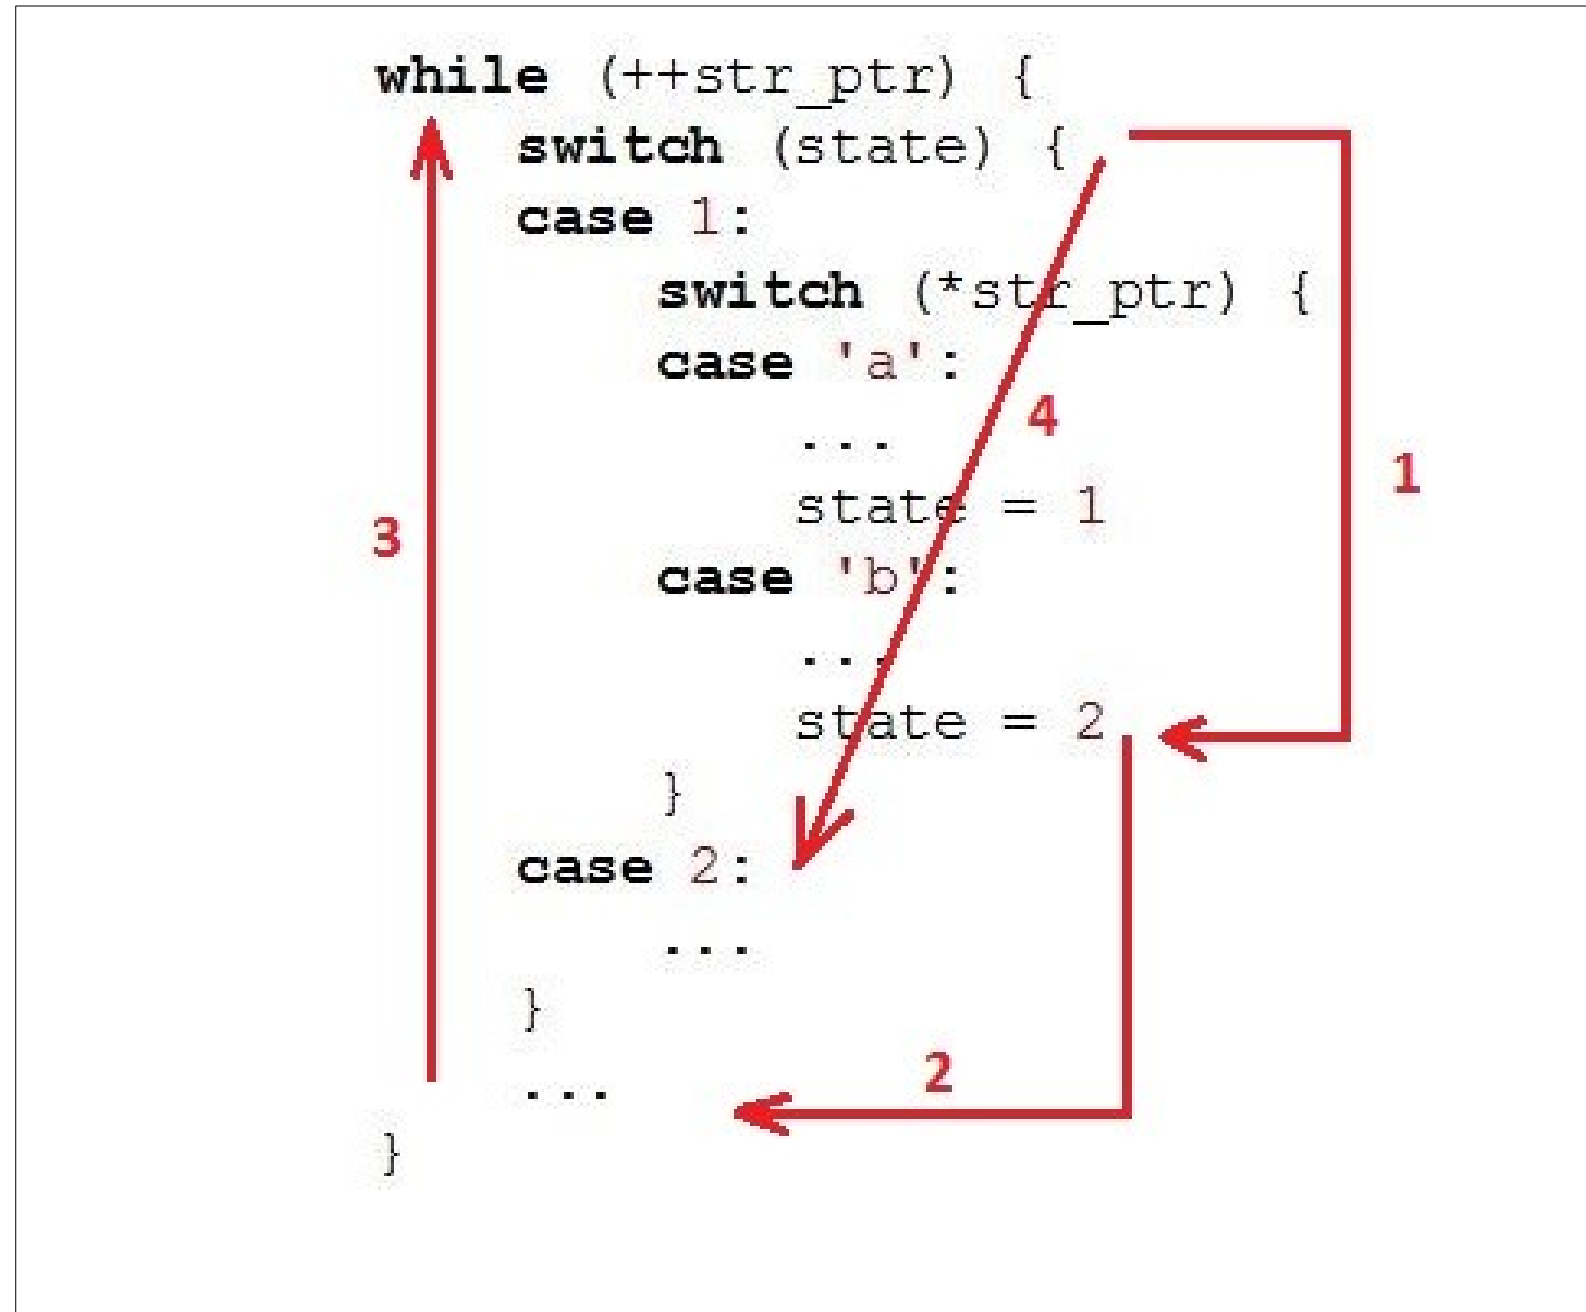 while (++str_ptr) {
switch (state) {
case 1:
switch (*str_ptr) {
case 'a':
4
...
1
state = 1
3
case 'b':
...
state = 2
}
case 2:
...
}
2
...
}